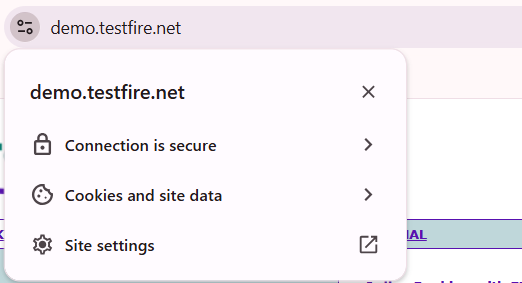 demo.testfire.net
demo.testfire.net
Connection is secure
Cookies and site data
Site settings